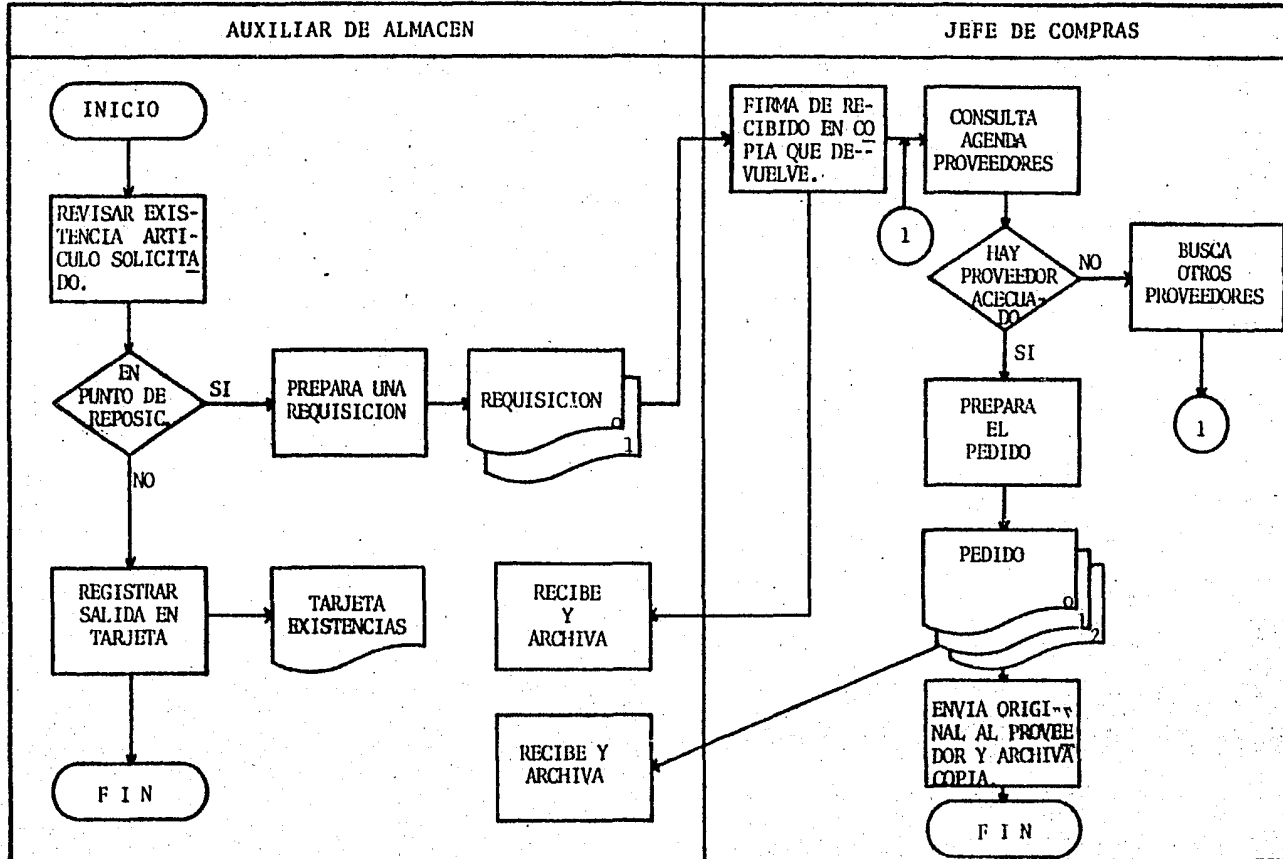 AUXILIAR DE ALMACEN
JEFE DE COMPRAS
INICIO
REVISAR EXIS-
TENCIA ARTI-
CULO SOLICITA
DO.
EN
PUNTO DE
REPOSIC.
SI
NO
PREPARA UNA
REQUISICION
REQUISICION
0
1
REGISTRAR
SALIDA EN
TARJETA
TARJETA
EXISTENCIAS
F I N
RECIBE
Y
ARCHIVA
RECIBE Y
ARCHIVA
FIRMA DE RE-
CIBIDO EN CO
PIA QUE DE--
VUELVE.
1
CONSULTA
AGENDA
PROVEEDORES
HAY
PROVEEDOR
ACECUA-
DO
NO
SI
BUSCA
OTROS
PROVEEDORES
1
PREPARA
EL
PEDIDO
PEDIDO
0
1
2
ENVIA ORIGI--
NAL AL PROVEE
DOR Y ARCHIVA
COPIA.
F I N